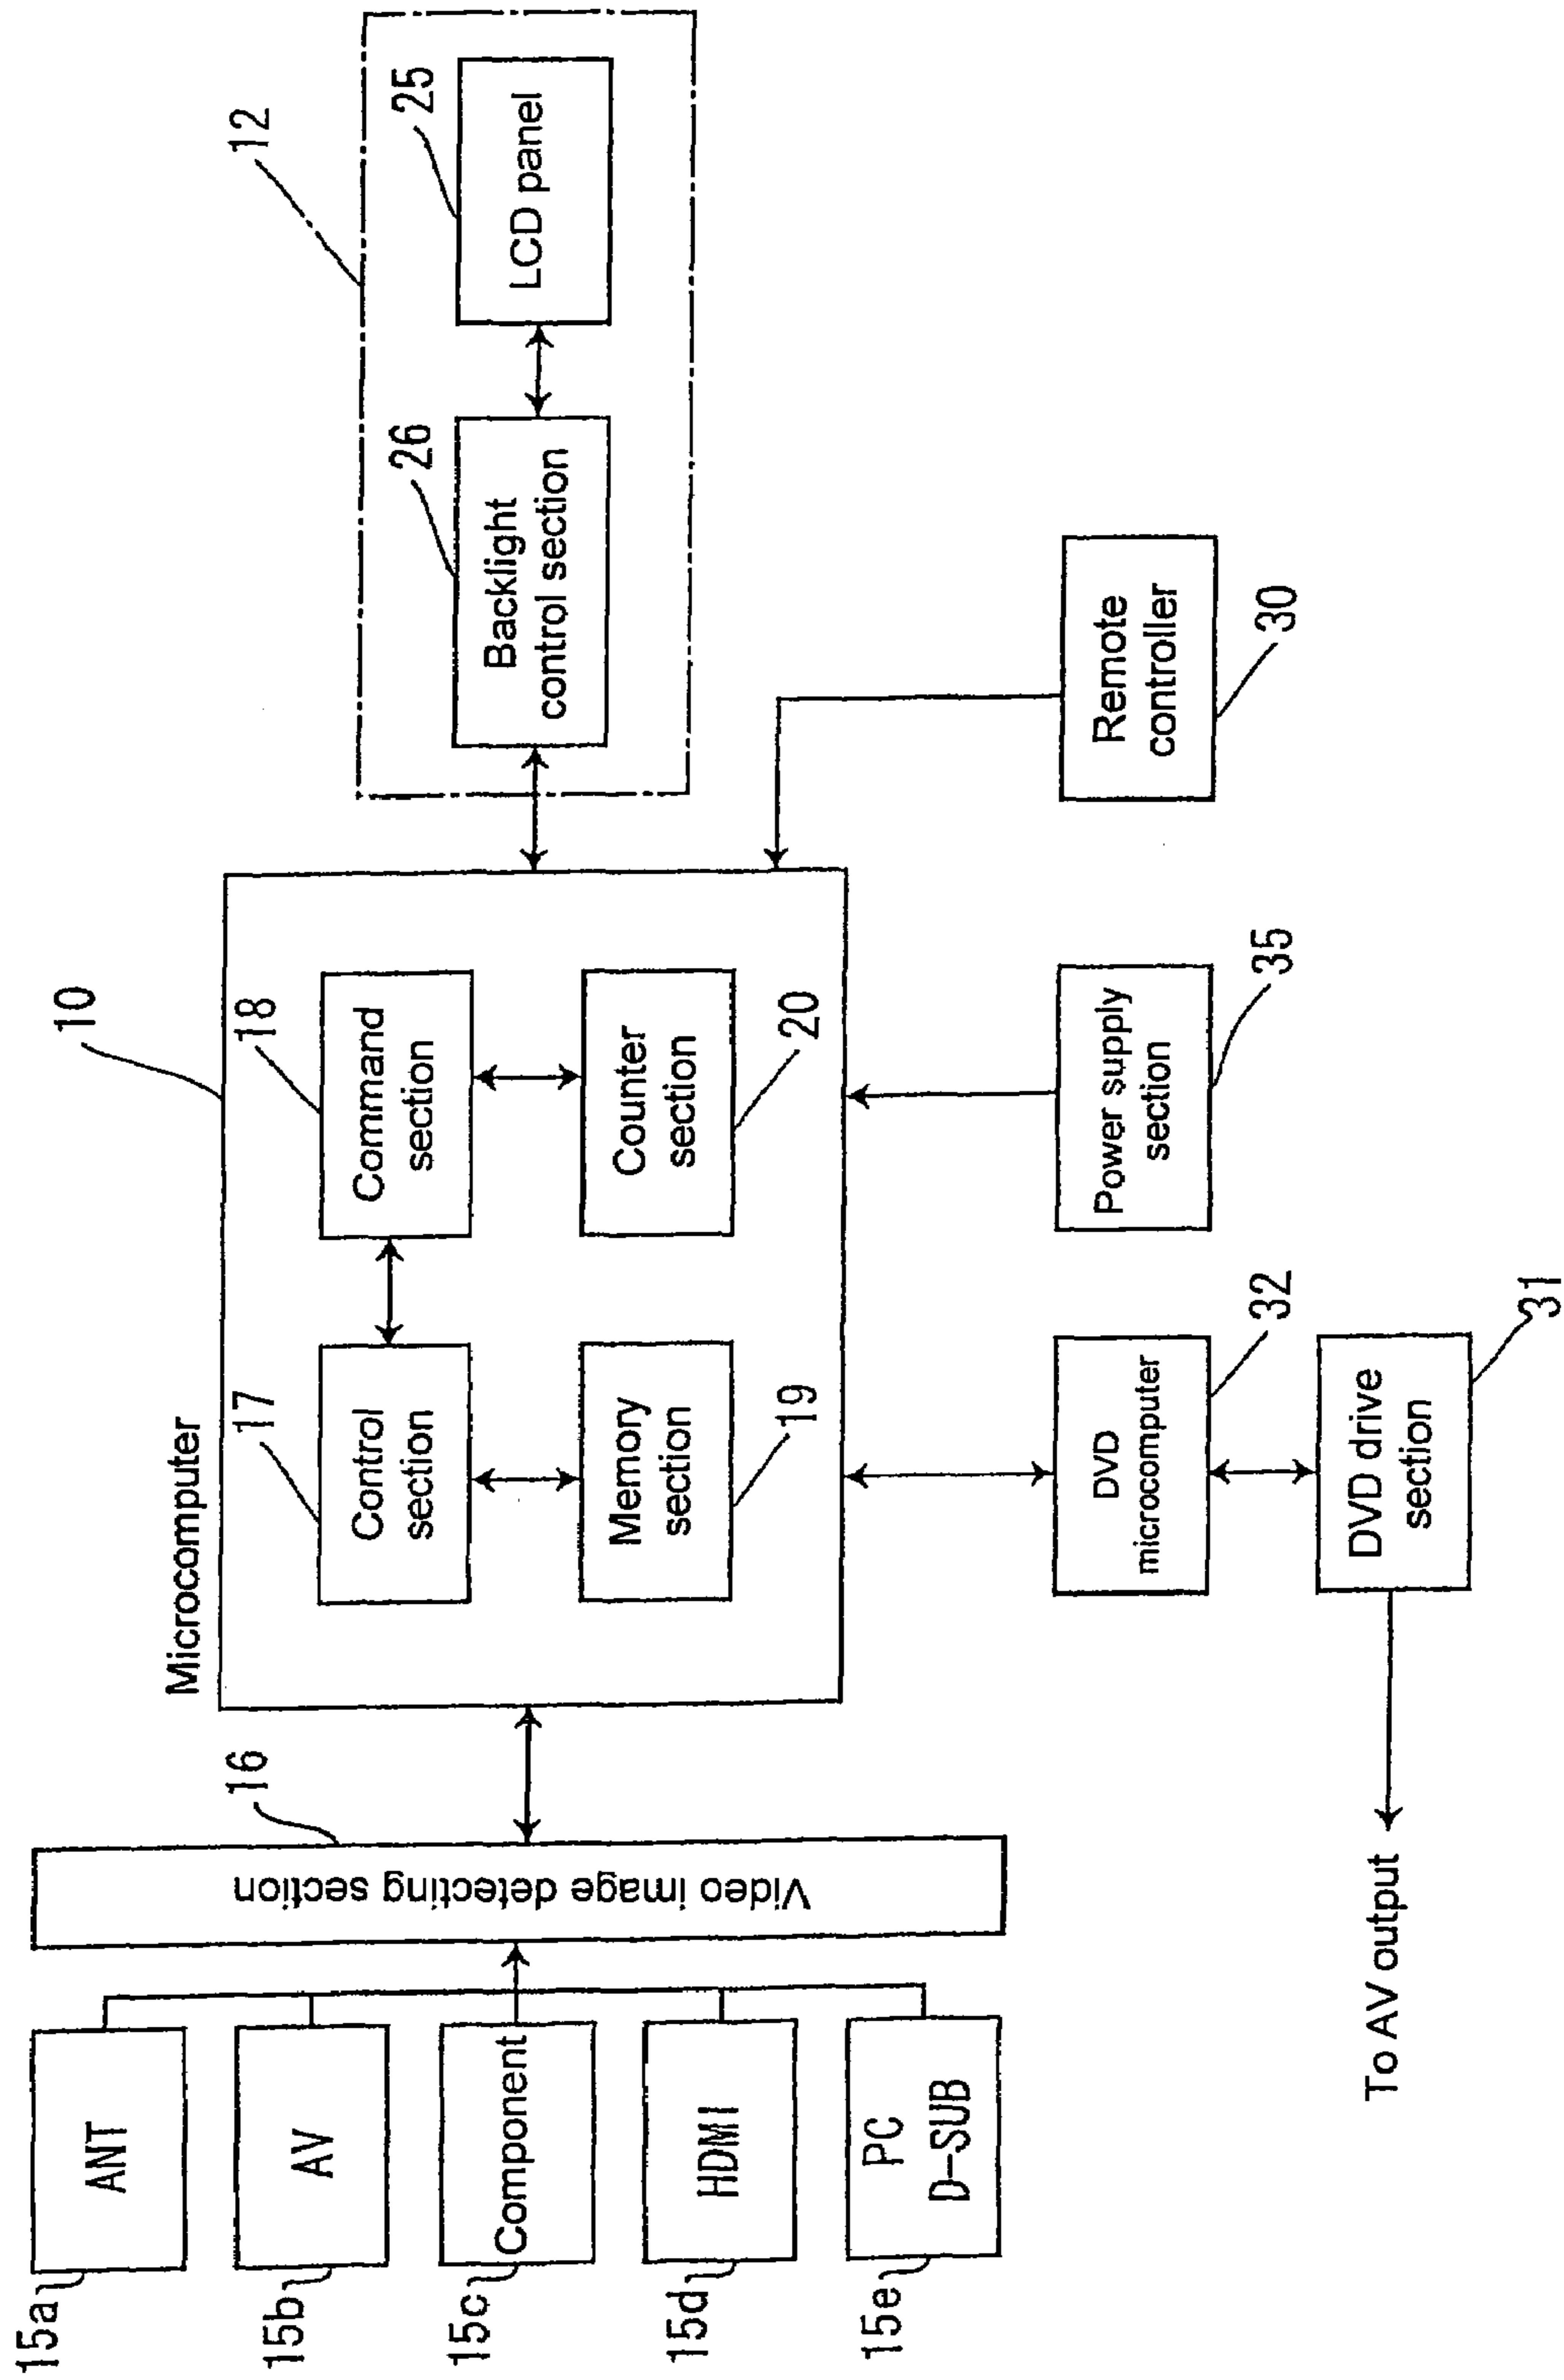 12
25
LCD panel
26
Backlight
control section
10
Microcomputer
17
Control
section
18
Command
section
Memory
section
19
Counter
section
20
16
Video image detecting section
15a
ANT
15b
AV
15c
Component
15d
HDMI
15e
PC
D-SUB
DVD
microcomputer
32
DVD drive
section
31
Power supply
section
35
Remote
controller
30
To AV output